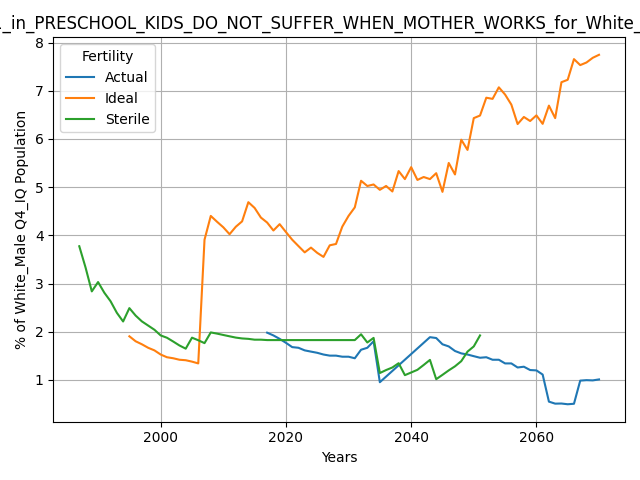 _in_PRESCHOOL_KIDS_DO_NOT_SUFFER_WHEN_MOTHER_WORKS_for_White_
Fertility
Actual
Ideal
Sterile
% of White_Male Q4_IQ Population
8
7
6
5
4
3
2
1
2000
2020
2040
2060
Years